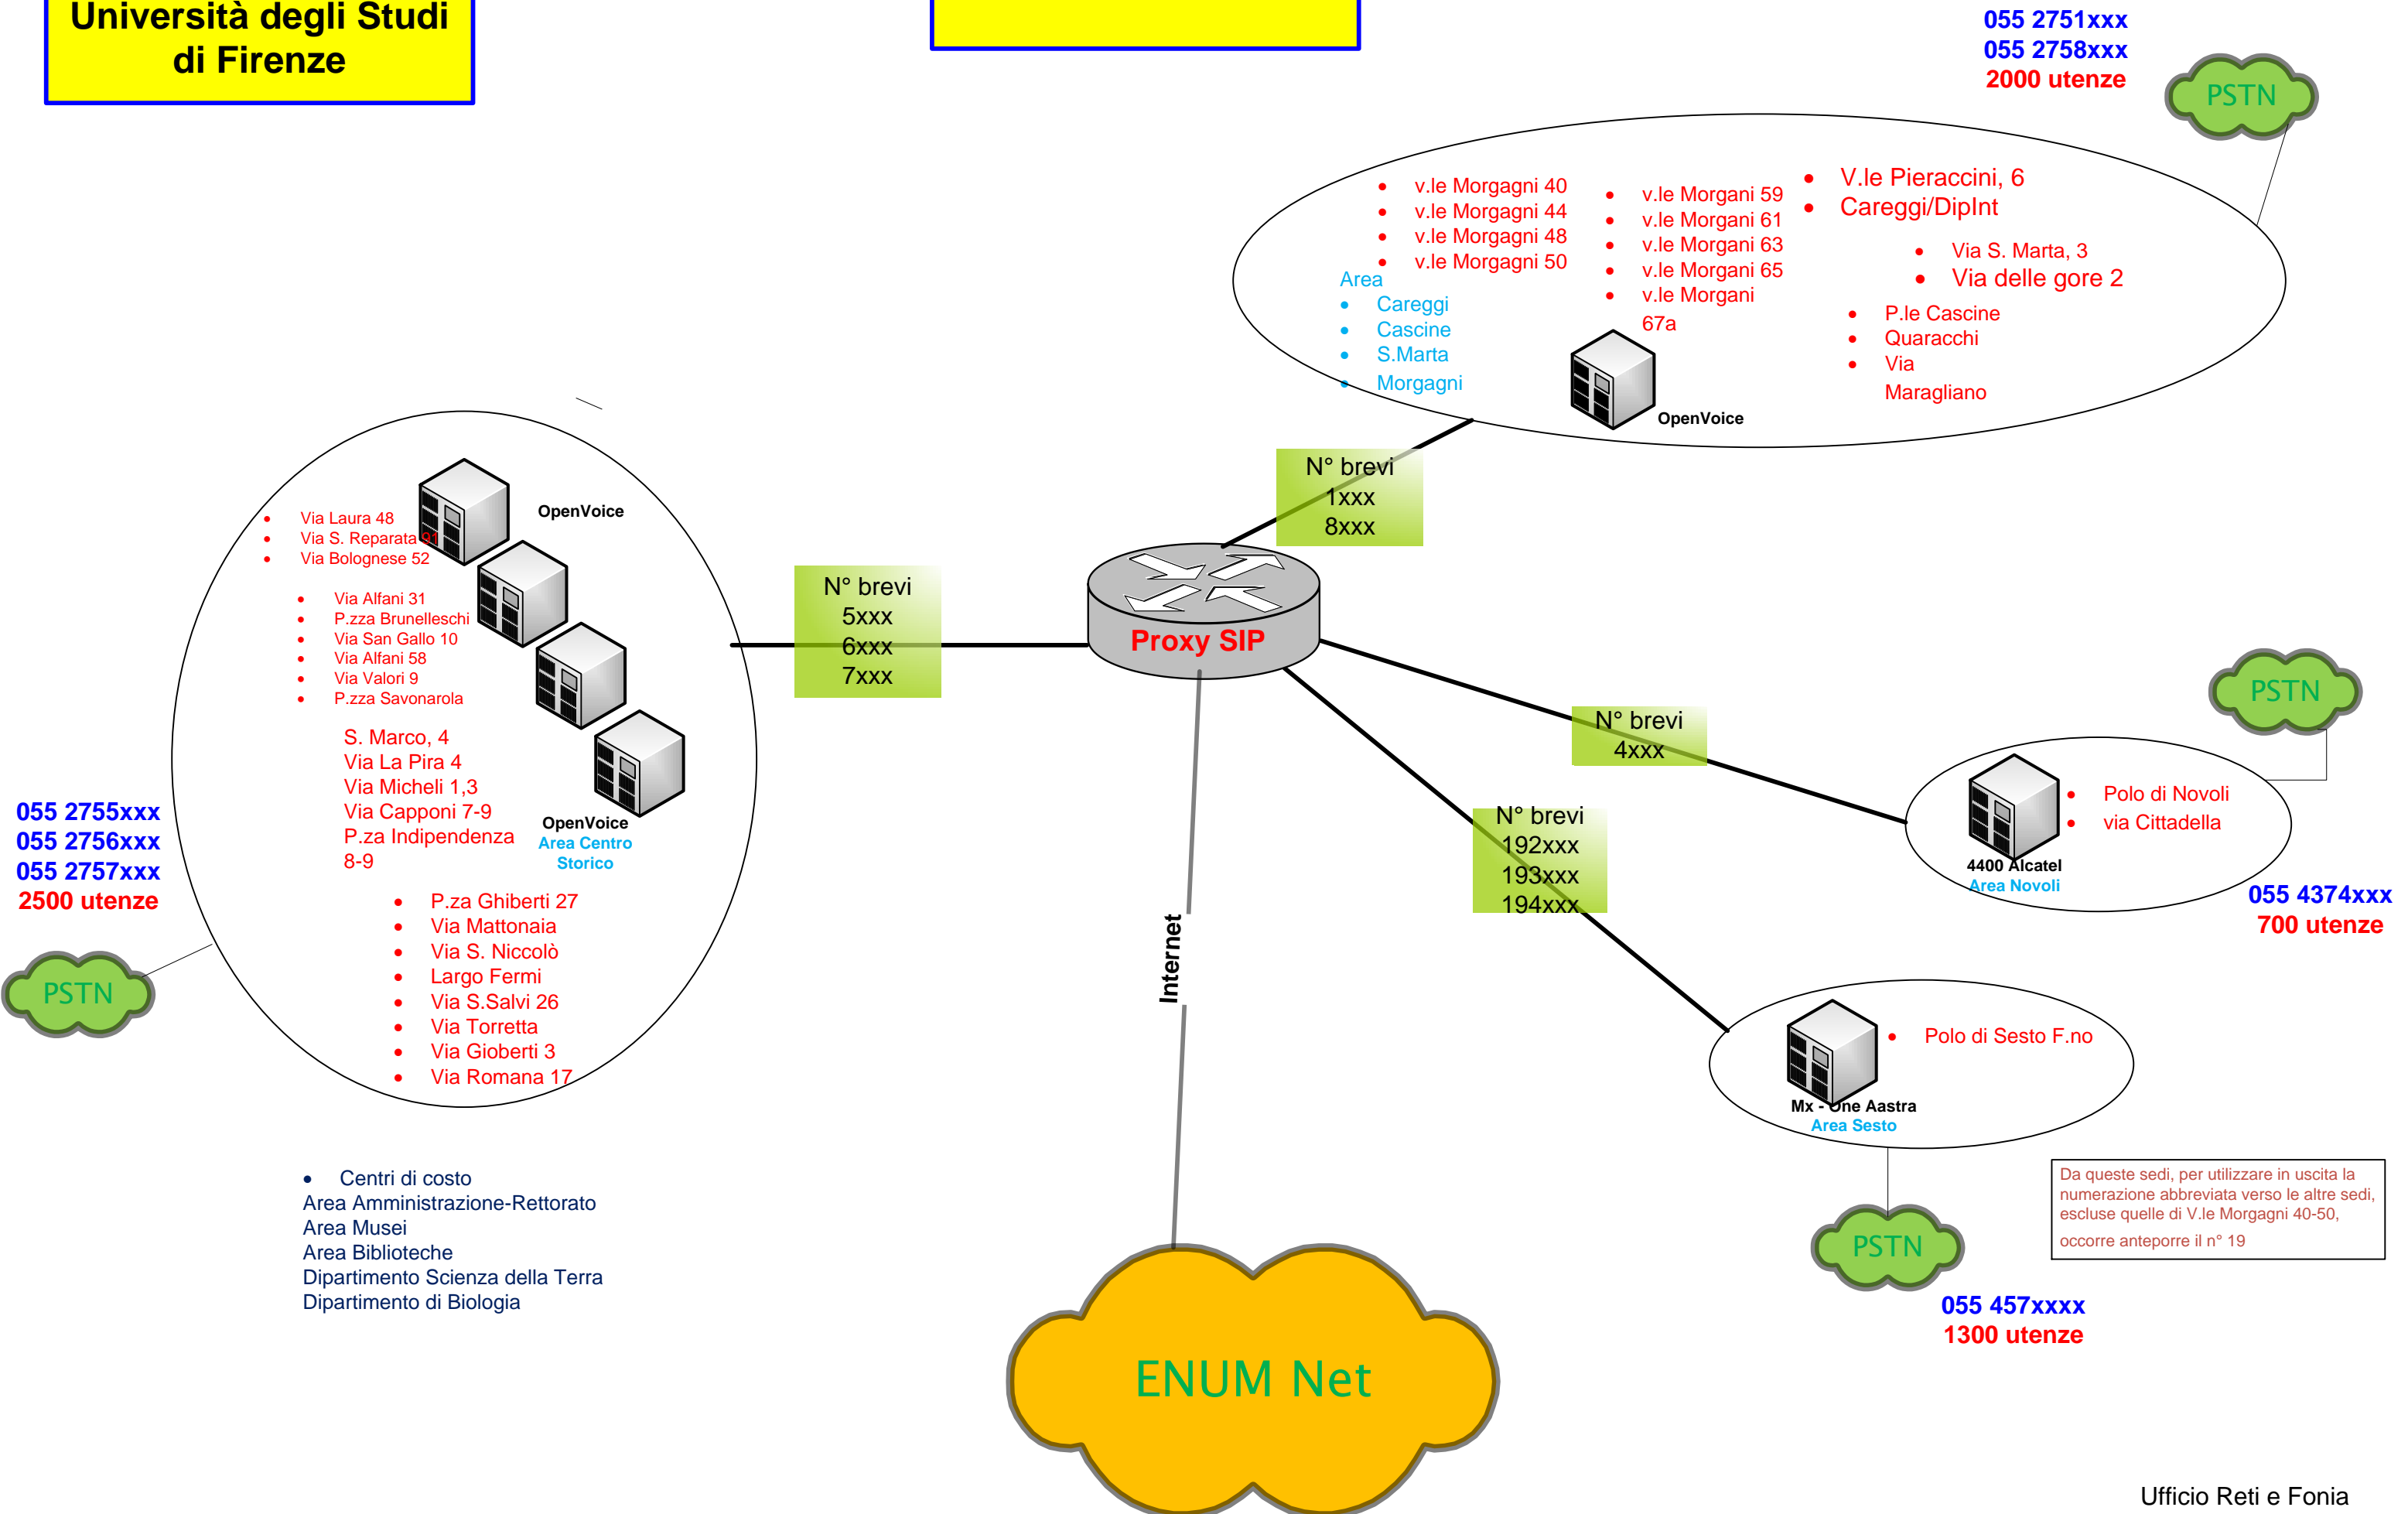 Università degli Studi
di Firenze
055 2751xxx
055 2758xxx
2000 utenze
PSTN
• v.le Morgagni 40
• v.le Morgagni 44
• v.le Morgagni 48
• v.le Morgagni 50
• v.le Morgani 59
• v.le Morgani 61
• v.le Morgani 63
• v.le Morgani 65
• v.le Morgani
67a
• V.le Pieraccini, 6
• Careggi/DipInt
• Via S. Marta, 3
• Via delle gore 2
• P.le Cascine
• Quaracchi
• Via
Maragliano
Area
• Careggi
• Cascine
• S.Marta
• Morgagni
OpenVoice
N° brevi
1xxx
8xxx
OpenVoice
• Via Laura 48
• Via S. Reparata 91
• Via Bolognese 52
• Via Alfani 31
• P.zza Brunelleschi
• Via San Gallo 10
• Via Alfani 58
• Via Valori 9
• P.zza Savonarola
S. Marco, 4
Via La Pira 4
Via Micheli 1,3
Via Capponi 7-9
P.za Indipendenza
8-9
OpenVoice
Area Centro
Storico
• P.za Ghiberti 27
• Via Mattonaia
• Via S. Niccolò
• Largo Fermi
• Via S.Salvi 26
• Via Torretta
• Via Gioberti 3
• Via Romana 17
055 2755xxx
055 2756xxx
055 2757xxx
2500 utenze
PSTN
N° brevi
5xxx
6xxx
7xxx
Proxy SIP
N° brevi
4xxx
PSTN
• Polo di Novoli
• via Cittadella
4400 Alcatel
Area Novoli
055 4374xxx
700 utenze
N° brevi
192xxx
193xxx
194xxx
Internet
• Polo di Sesto F.no
Mx - One Aastra
Area Sesto
Da queste sedi, per utilizzare in uscita la
numerazione abbreviata verso le altre sedi,
escluse quelle di V.le Morgagni 40-50,
occorre anteporre il n° 19
PSTN
055 457xxxx
1300 utenze
• Centri di costo
Area Amministrazione-Rettorato
Area Musei
Area Biblioteche
Dipartimento Scienza della Terra
Dipartimento di Biologia
ENUM Net
Ufficio Reti e Fonia